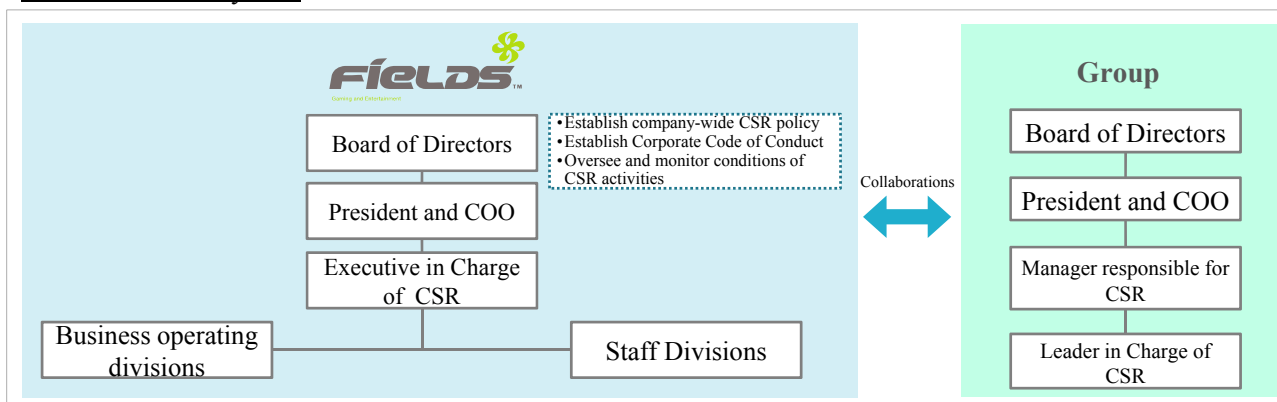 FIELDS™
Gaming and Entertainment
Board of Directors
•Establish company-wide CSR policy
•Establish Corporate Code of Conduct
•Oversee and monitor conditions of
CSR activities
President and COO
Executive in Charge
of CSR
Business operating
divisions
Staff Divisions
Collaborations
Group
Board of Directors
President and COO
Manager responsible for
CSR
Leader in Charge of
CSR